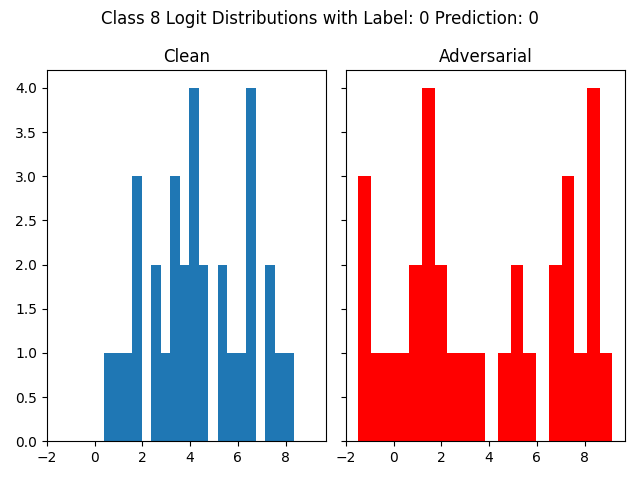 Class 8 Logit Distributions with Label: 0 Prediction: 0
Clean
Adversarial
4.0
3.5
3.0
2.5
2.0
1.5
1.0
0.5
0.0
−2 0 2 4 6 8
−2 0 2 4 6 8